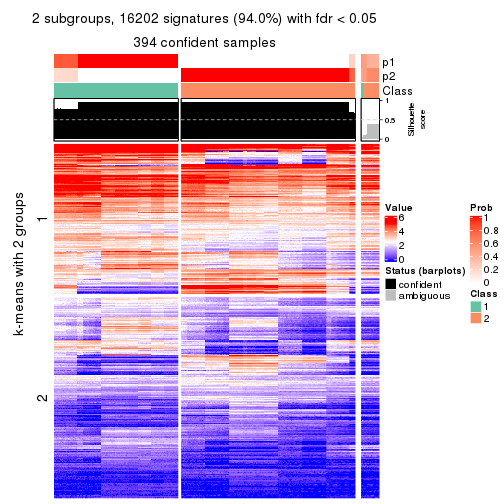 2 subgroups, 16202 signatures (94.0%) with fdr < 0.05
394 confident samples
p1
p2
Class
1
0.5
0
Silhouette
score
k-means with 2 groups
1
2
Value
6
4
2
0
Status (barplots)
confident
ambiguous
Prob
1
0.8
0.6
0.4
0.2
0
Class
1
2